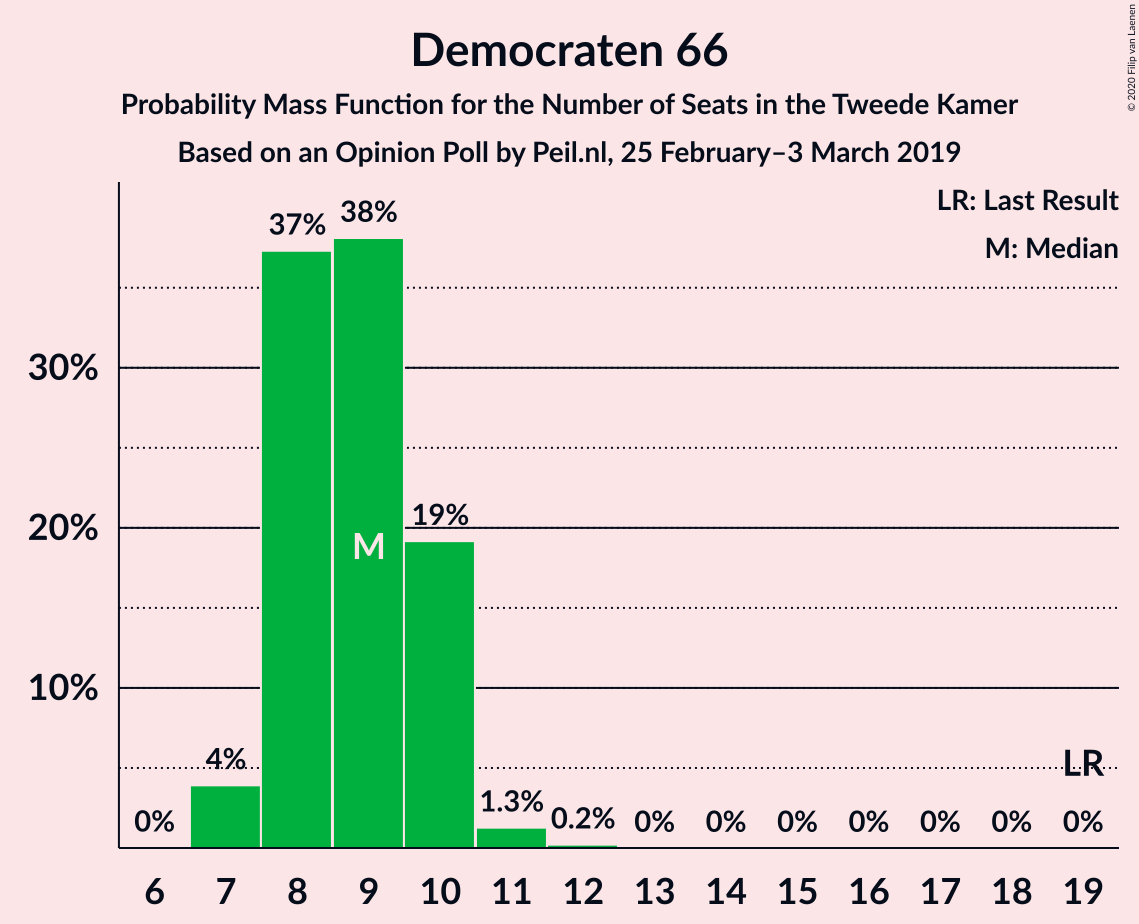 Democraten 66
Probability Mass Function for the Number of Seats in the Tweede Kamer
Based on an Opinion Poll by Peil.nl, 25 February–3 March 2019
© 2020 Filip van Laenen
LR: Last Result
M: Median
30%
20%
10%
0%
4%
37%
38%
M
19%
1.3%
0.2%
0%
0%
0%
0%
0%
0%
0%
LR
6 7 8 9 10 11 12 13 14 15 16 17 18 19